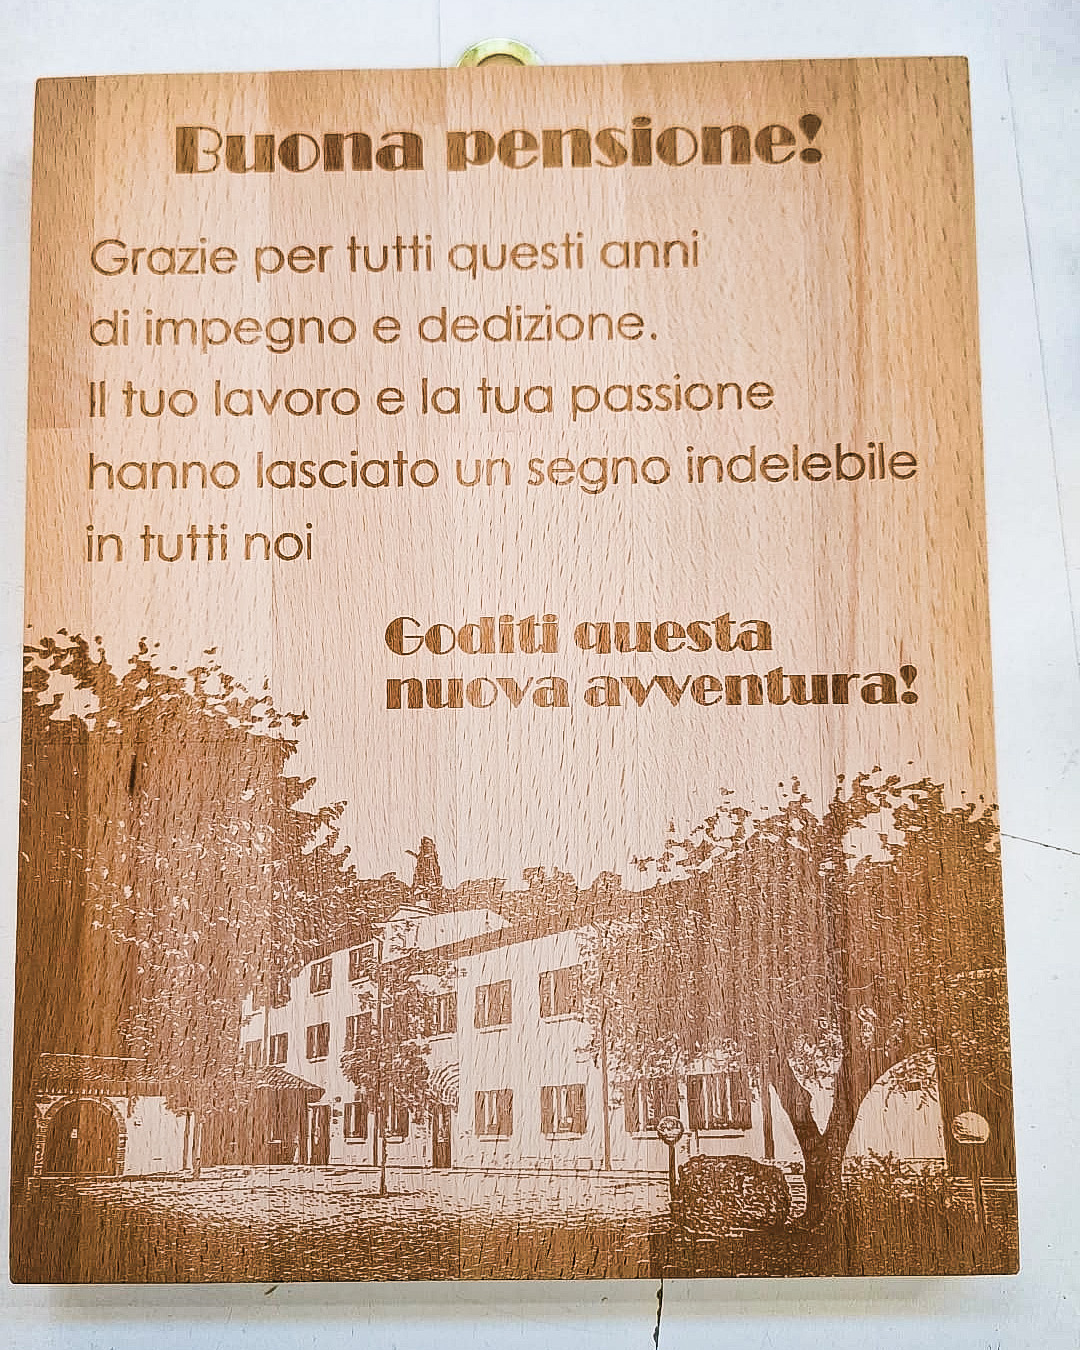 Buona pensione!
Grazie per tutti questi anni
di impegno e dedizione.
Il tuo lavoro e la tua passione
hanno lasciato un segno indelebile
in tutti noi
Goditi questa
nuova avventura!